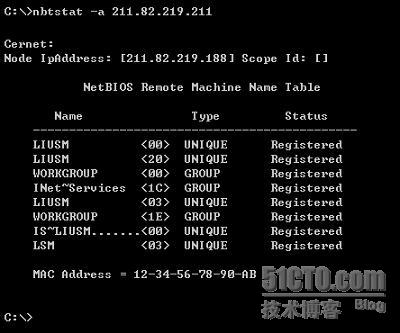 C:\>nbtstat -a 211.82.219.211
Cernet:
Node IpAddress: [211.82.219.188] Scope Id: []
NetBIOS Remote Machine Name Table
Name Type Status
---------------------------------------------
LIUSM <00> UNIQUE Registered
LIUSM <20> UNIQUE Registered
WORKGROUP <00> GROUP Registered
INet~Services <1C> GROUP Registered
LIUSM <03> UNIQUE Registered
WORKGROUP <1E> GROUP Registered
IS~LIUSM.......<00> UNIQUE Registered
LSM <03> UNIQUE Registered
MAC Address = 12-34-56-78-90-AB
51CTO.com
技术博客 Blog
C:\>